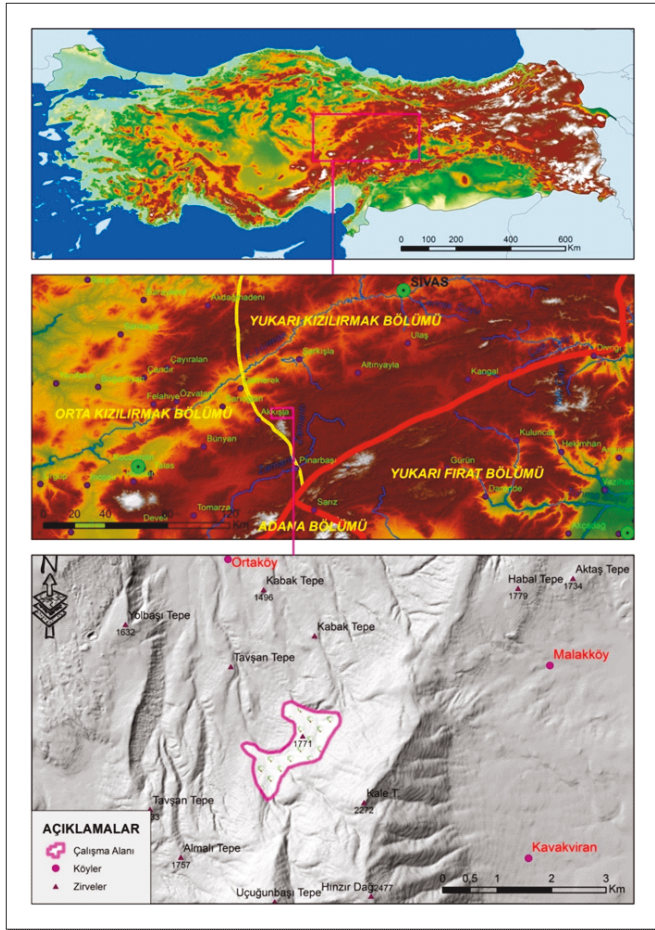 0 100 200 400 600
Km
SİVAS
Akdağmadeni
YUKARI KIZILIRMAK BÖLÜMÜ
Ulaş
Divriği
Çayıralan
Şarkışla
Altınyayla
Kangal
Çandır
Felahiye
Özvatan
Gemerek
ORTA KIZILIRMAK BÖLÜMÜ
Akkışla
Bünyan
Kuluncak
Hekimhan
Pınarbaşı
Gürün
YUKARI FIRAT BÖLÜMÜ
Darende
Yazıhan
Sarız
Tomarza
Develi
ADANA BÖLÜMÜ
Akçadağ
Km
N
Ortaköy
Kabak Tepe
1496
Habal Tepe
1779
Aktaş Tepe
1734
Yolbaşı Tepe
1632
Kabak Tepe
Tavşan Tepe
Malakköy
1771
Kale T.
2272
Tavşan Tepe
Almalı Tepe
1757
Kavakviran
Uçuğunbaşı Tepe
Hınzır Dağ
2477
AÇIKLAMALAR
Çalışma Alanı
Köyler
Zirveler
0 0,5 1 2 3
Km